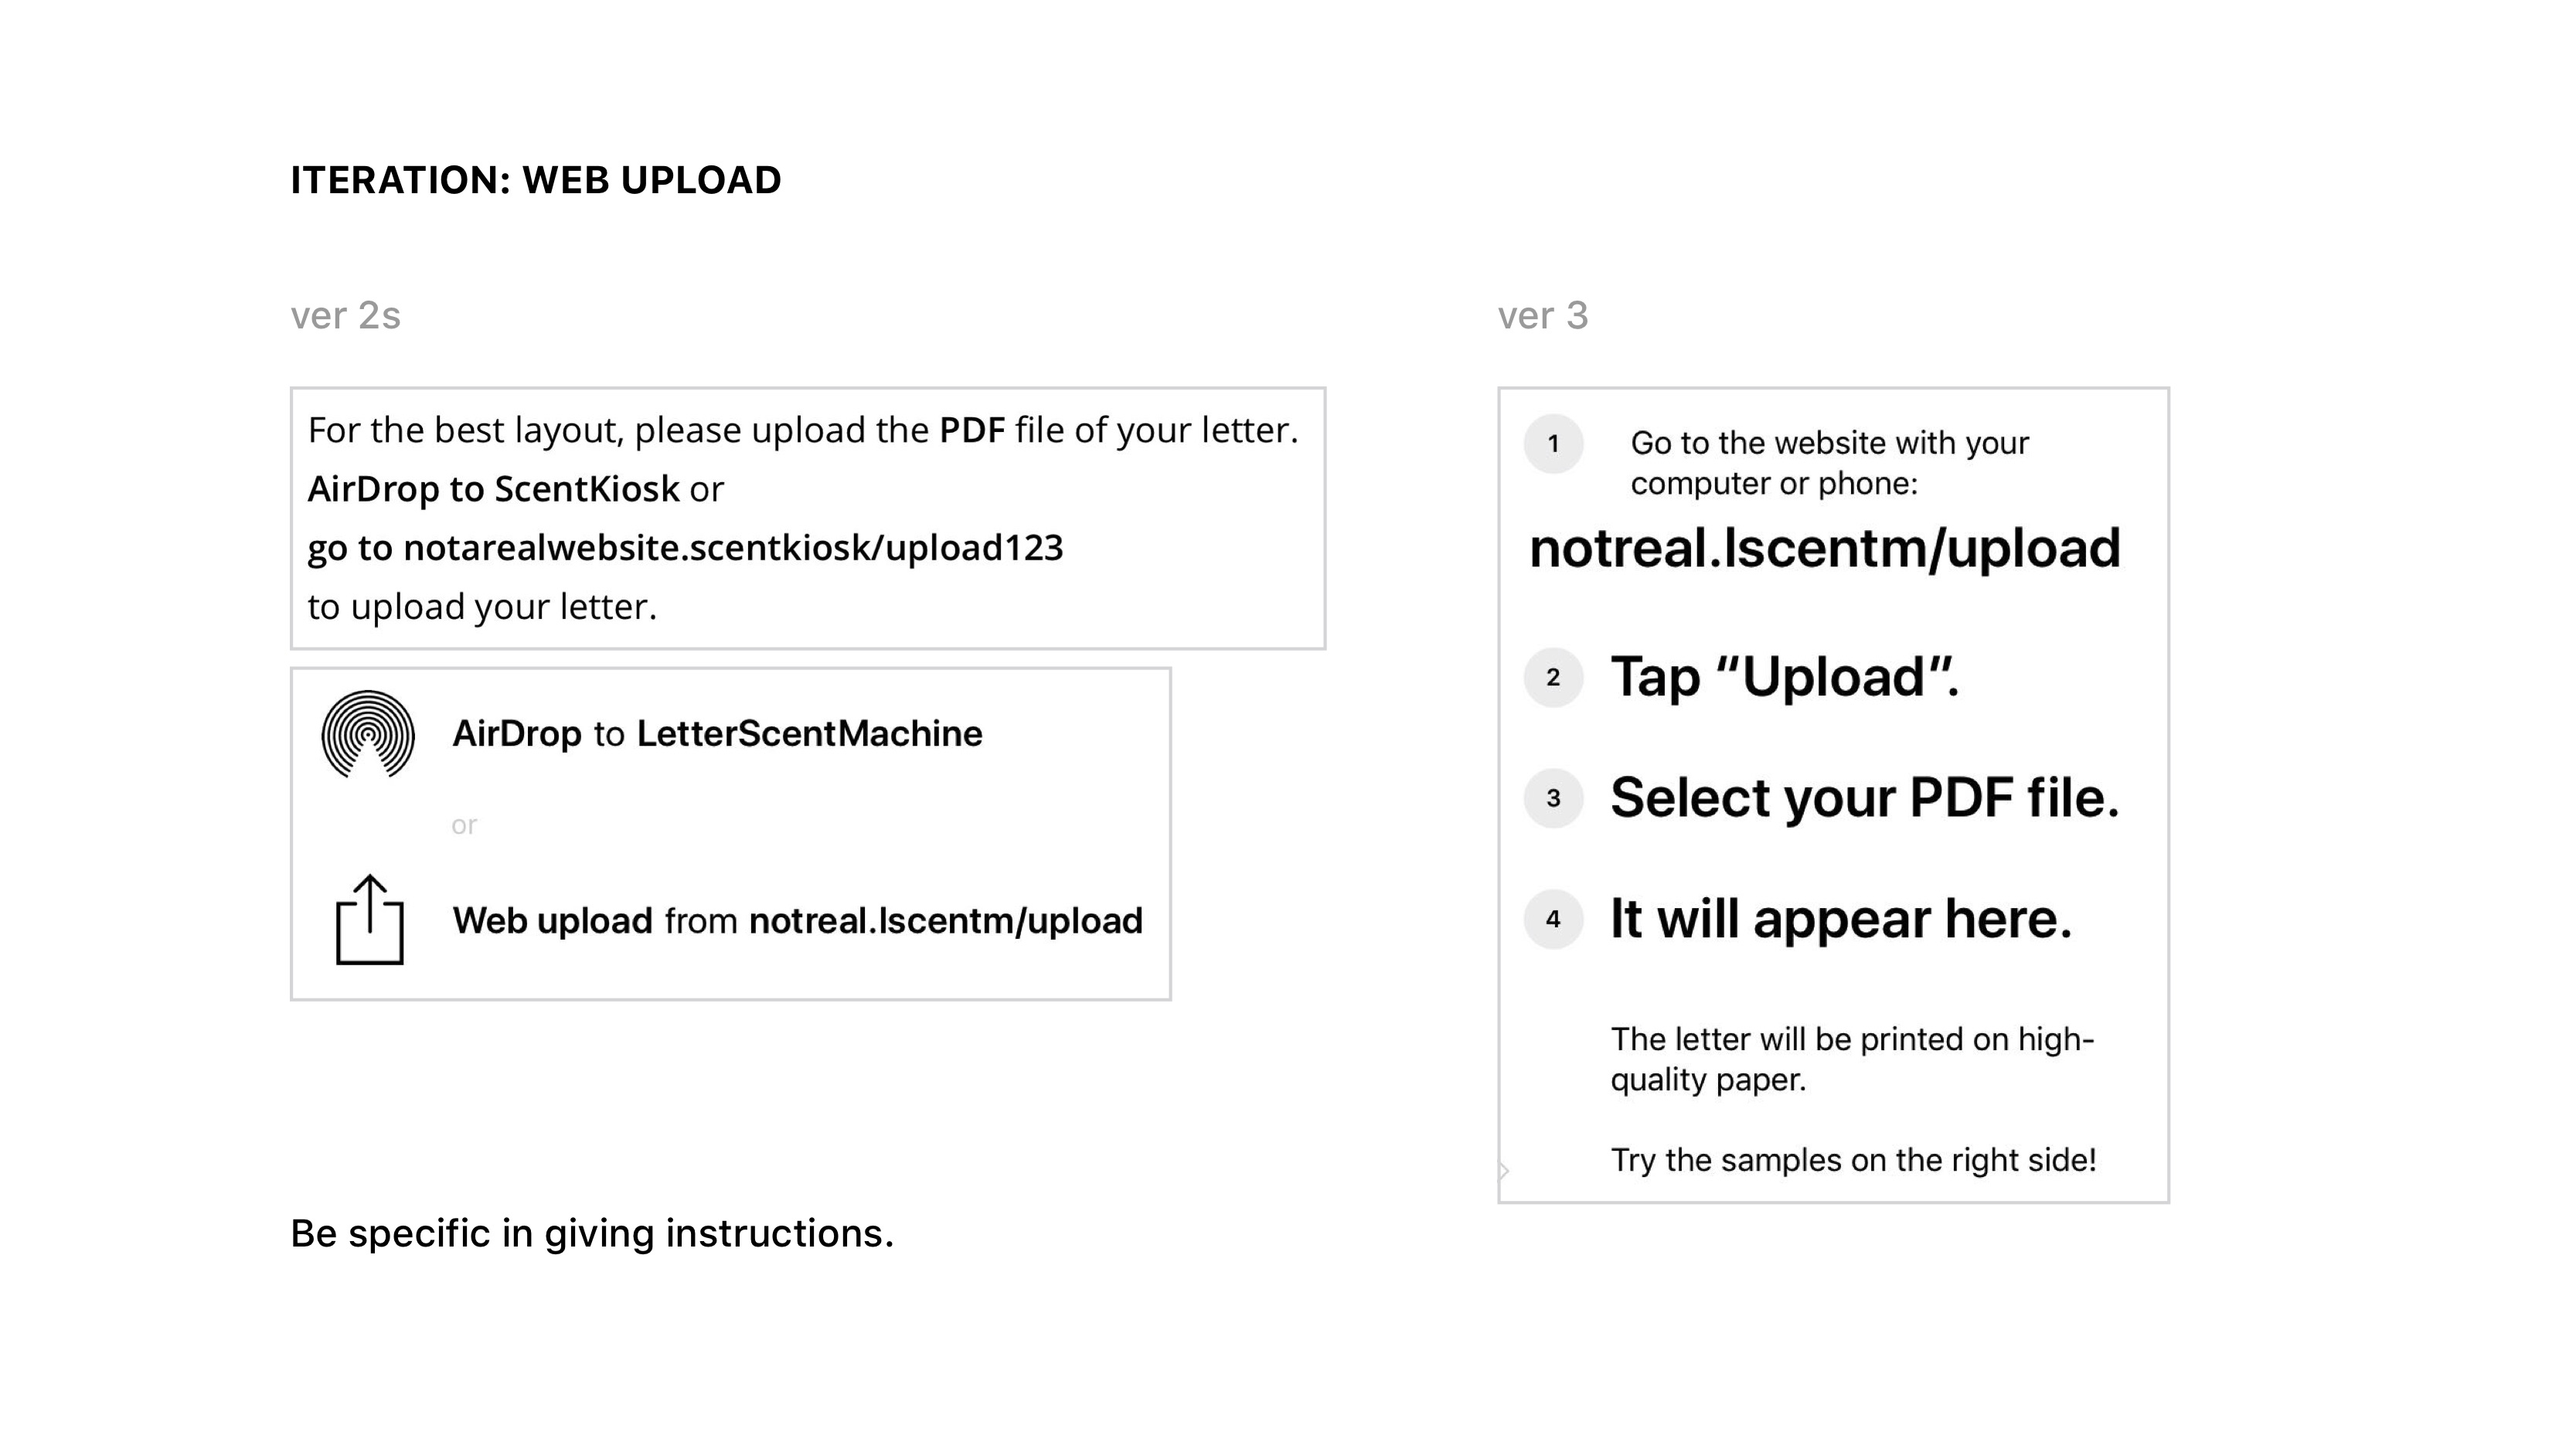 ITERATION: WEB UPLOAD
ver 2s
For the best layout, please upload the PDF file of your letter.
AirDrop to ScentKiosk or
go to notarealwebsite.scentkiosk/upload123
to upload your letter.
AirDrop to LetterScentMachine
or
Web upload from notreal.lscentm/upload
Be specific in giving instructions.
ver 3
1 Go to the website with your
computer or phone:
notreal.lscentm/upload
2 Tap “Upload”.
3 Select your PDF file.
4 It will appear here.
The letter will be printed on high-
quality paper.
Try the samples on the right side!